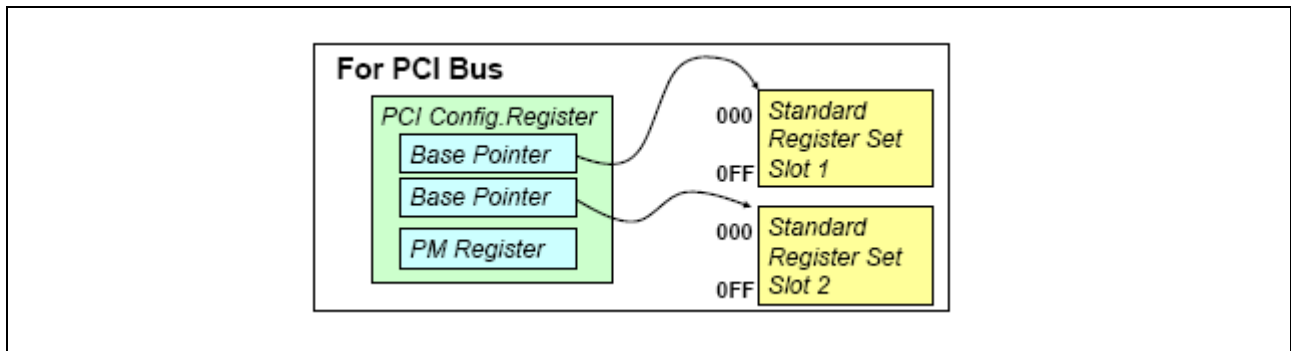 For PCI Bus
PCI Config.Register
Base Pointer
Base Pointer
PM Register
000
0FF
Standard
Register Set
Slot 1
000
0FF
Standard
Register Set
Slot 2